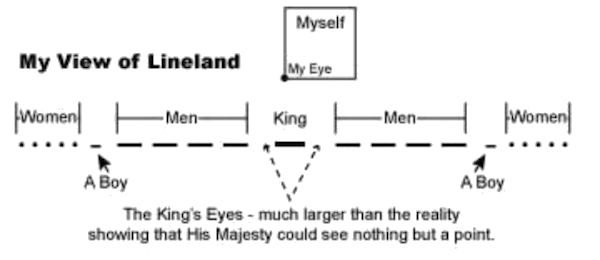 Myself
My Eye
My View of Lineland
Women Men King Men Women
A Boy A Boy
The King's Eyes - much larger than the reality
showing that His Majesty could see nothing but a point.